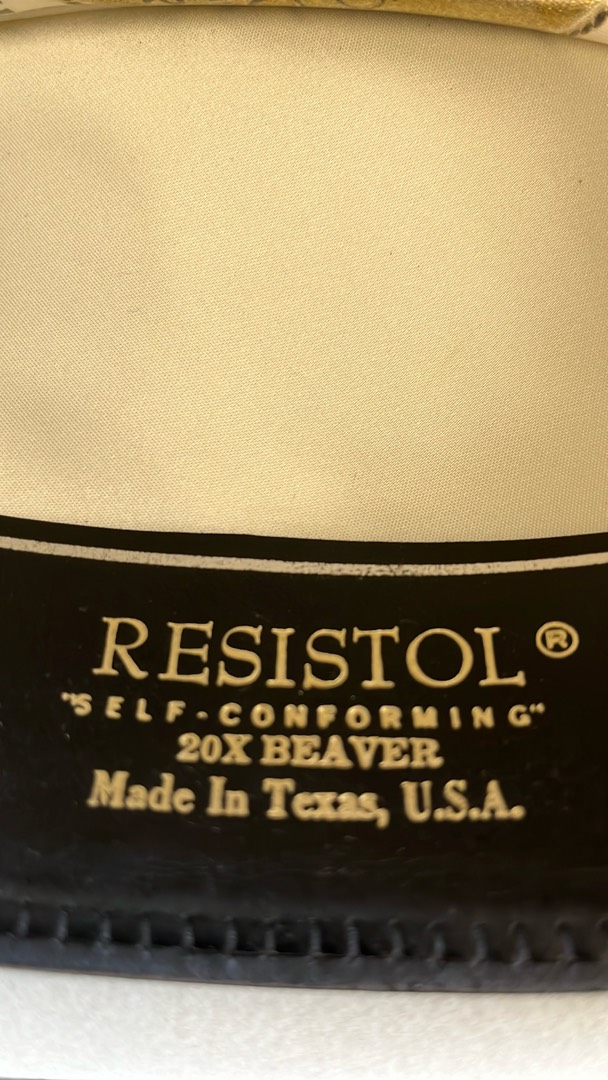 RESISTOL®
"SELF-CONFORMING"
20X BEAVER
Made In Texas, U.S.A.